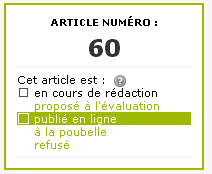 ARTICLE NUMÉRO :
60
Cet article est : ?
en cours de rédaction
proposé à l'évaluation
publié en ligne
à la poubelle
refusé